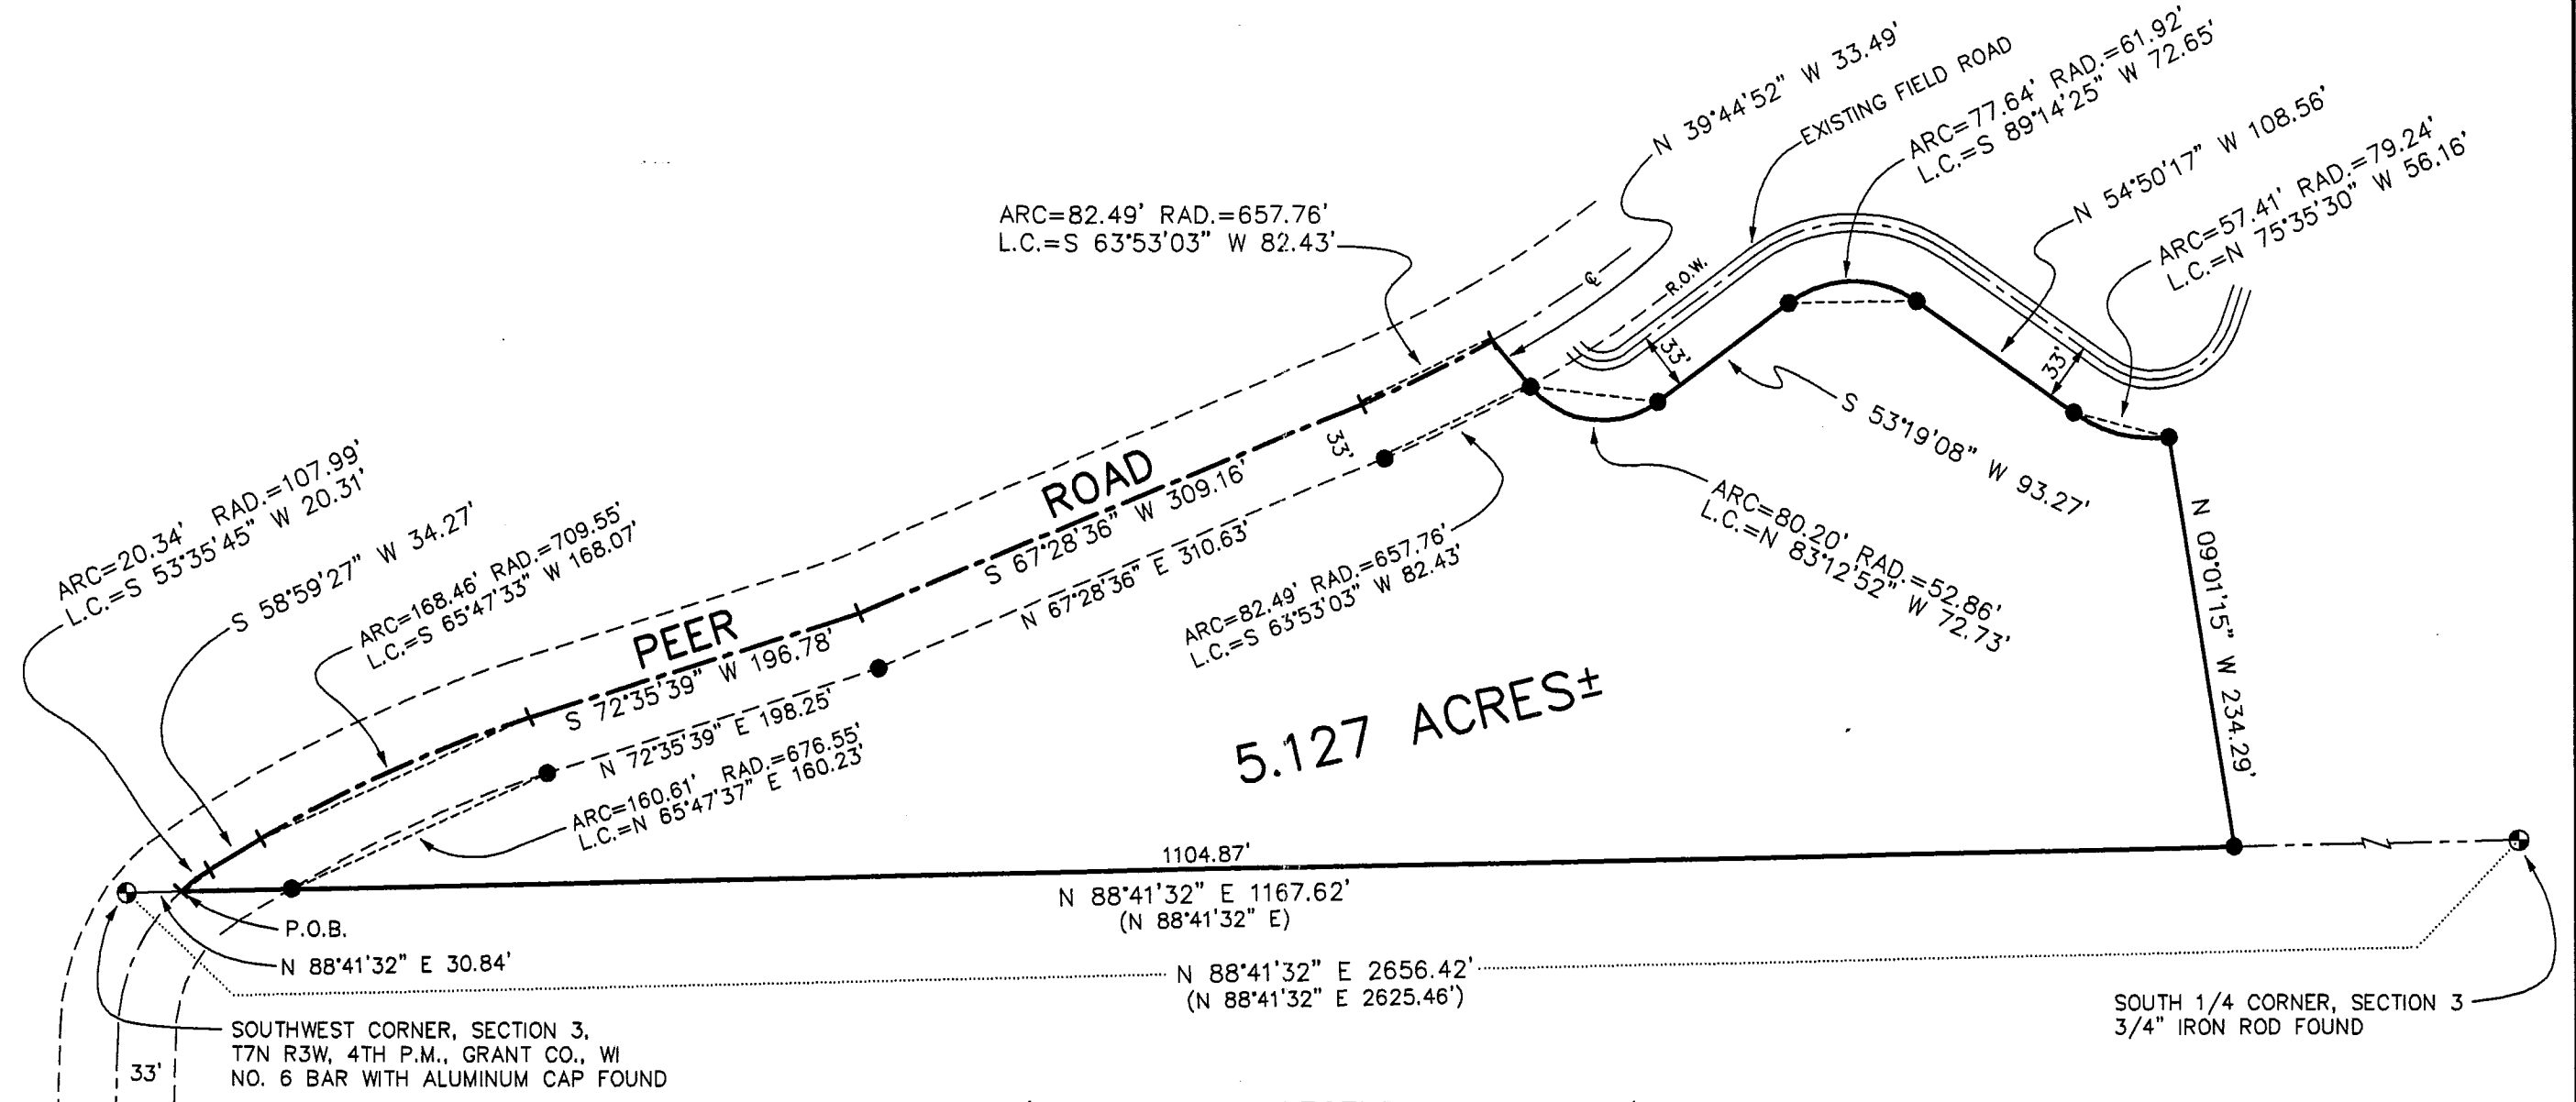 N 39°44'52" W 33.49'
EXISTING FIELD ROAD
ARC=77.64' RAD.=61.92'
L.C.=S 89°14'25" W 72.65'
N 54°50'17" W 108.56'
ARC=57.41' RAD.=79.24'
L.C.=N 75°35'30" W 56.16'
ARC=82.49' RAD.=657.76'
L.C.=S 63°53'03" W 82.43'
℄
R.O.W.
33'
33'
S 53°19'08" W 93.27'
ARC=80.20' RAD.=52.86'
L.C.=N 83°12'52" W 72.73'
N 09°01'15" W 234.29'
ARC=20.34' RAD.=107.99'
L.C.=S 53°35'45" W 20.31'
S 58°59'27" W 34.27'
ARC=168.46' RAD.=709.55'
L.C.=S 65°47'33" W 168.07'
PEER ROAD
S 72°35'39" W 196.78'
S 67°28'36" W 309.16'
33'
N 67°28'36" E 310.63'
ARC=82.49' RAD.=657.76'
L.C.=S 63°53'03" W 82.43'
N 72°35'39" E 198.25'
ARC=160.61' RAD.=676.55'
L.C.=N 65°47'37" E 160.23'
5.127 ACRES±
1104.87'
N 88°41'32" E 1167.62'
(N 88°41'32" E)
P.O.B.
N 88°41'32" E 30.84'
N 88°41'32" E 2656.42'
(N 88°41'32" E 2625.46')
SOUTHWEST CORNER, SECTION 3,
T7N R3W, 4TH P.M., GRANT CO., WI
NO. 6 BAR WITH ALUMINUM CAP FOUND
33'
SOUTH 1/4 CORNER, SECTION 3
3/4" IRON ROD FOUND